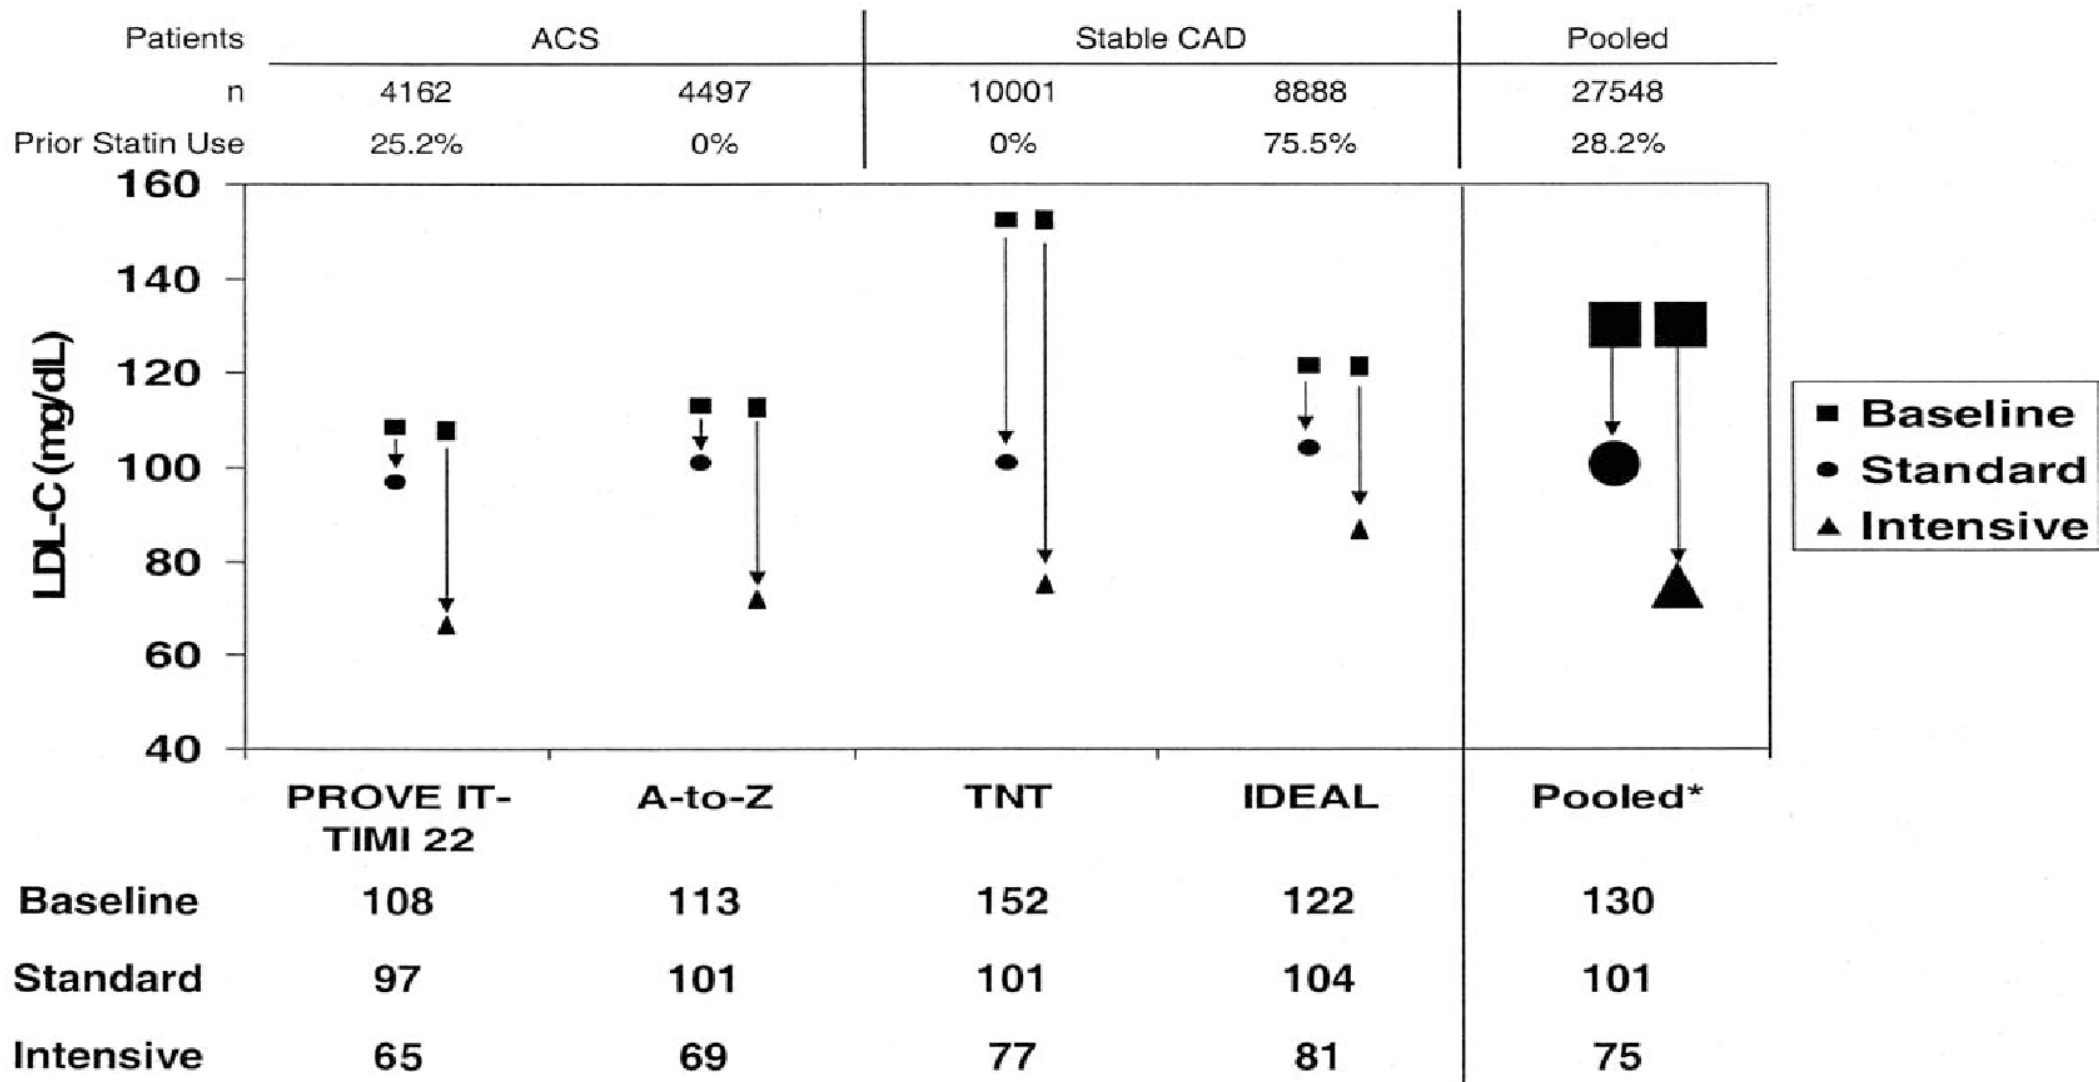 Patients ACS Stable CAD Pooled
n 4162 4497 10001 8888 27548
Prior Statin Use 25.2% 0% 0% 75.5% 28.2%
160
140
120
100
80
60
40
LDL-C (mg/dL)
Baseline
Standard
Intensive
PROVE IT- A-to-Z TNT IDEAL Pooled*
TIMI 22
Baseline 108 113 152 122 130
Standard 97 101 101 104 101
Intensive 65 69 77 81 75